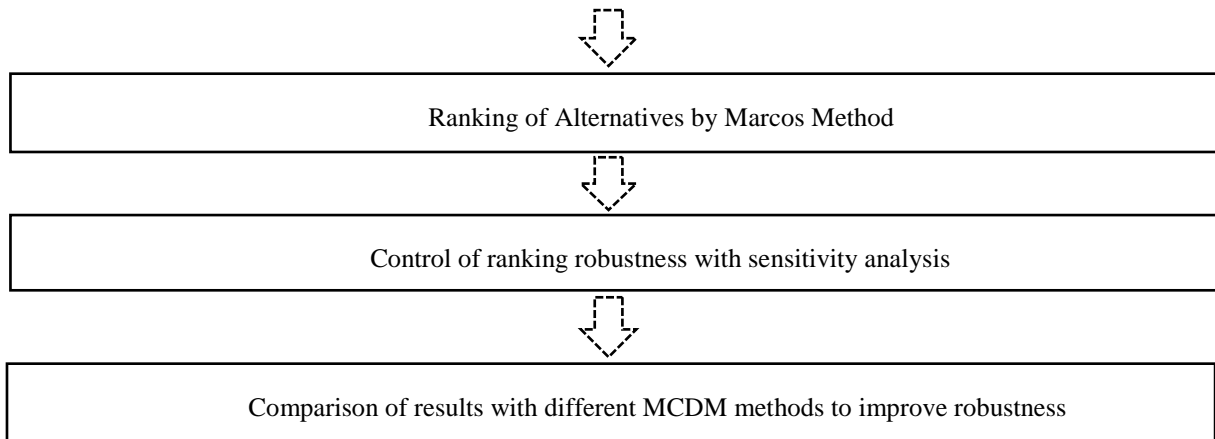 Ranking of Alternatives by Marcos Method
Control of ranking robustness with sensitivity analysis
Comparison of results with different MCDM methods to improve robustness